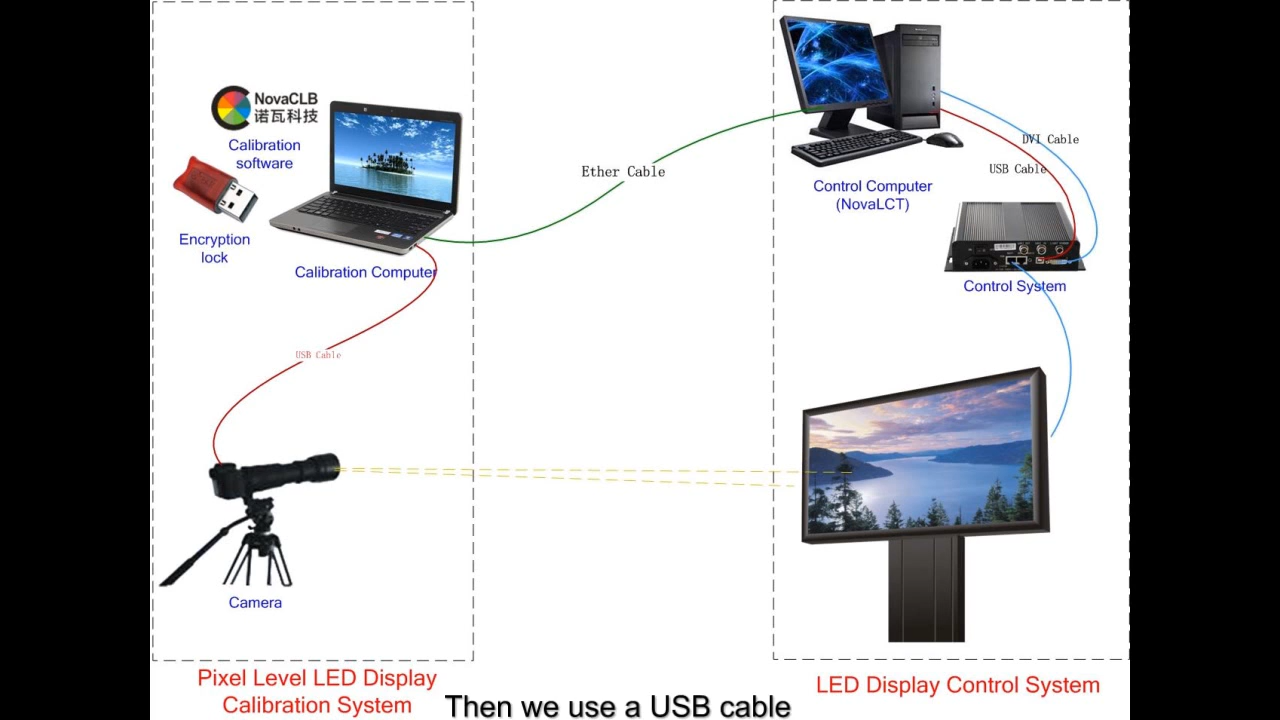 NovaCLB
诺瓦科技
Calibration
software
Encryption
lock
Calibration Computer
USB Cable
Camera
Pixel Level LED Display
Calibration System
Ether Cable
Control Computer
(NovaLCT)
DVI Cable
USB Cable
Control System
LED Display Control System
Then we use a USB cable